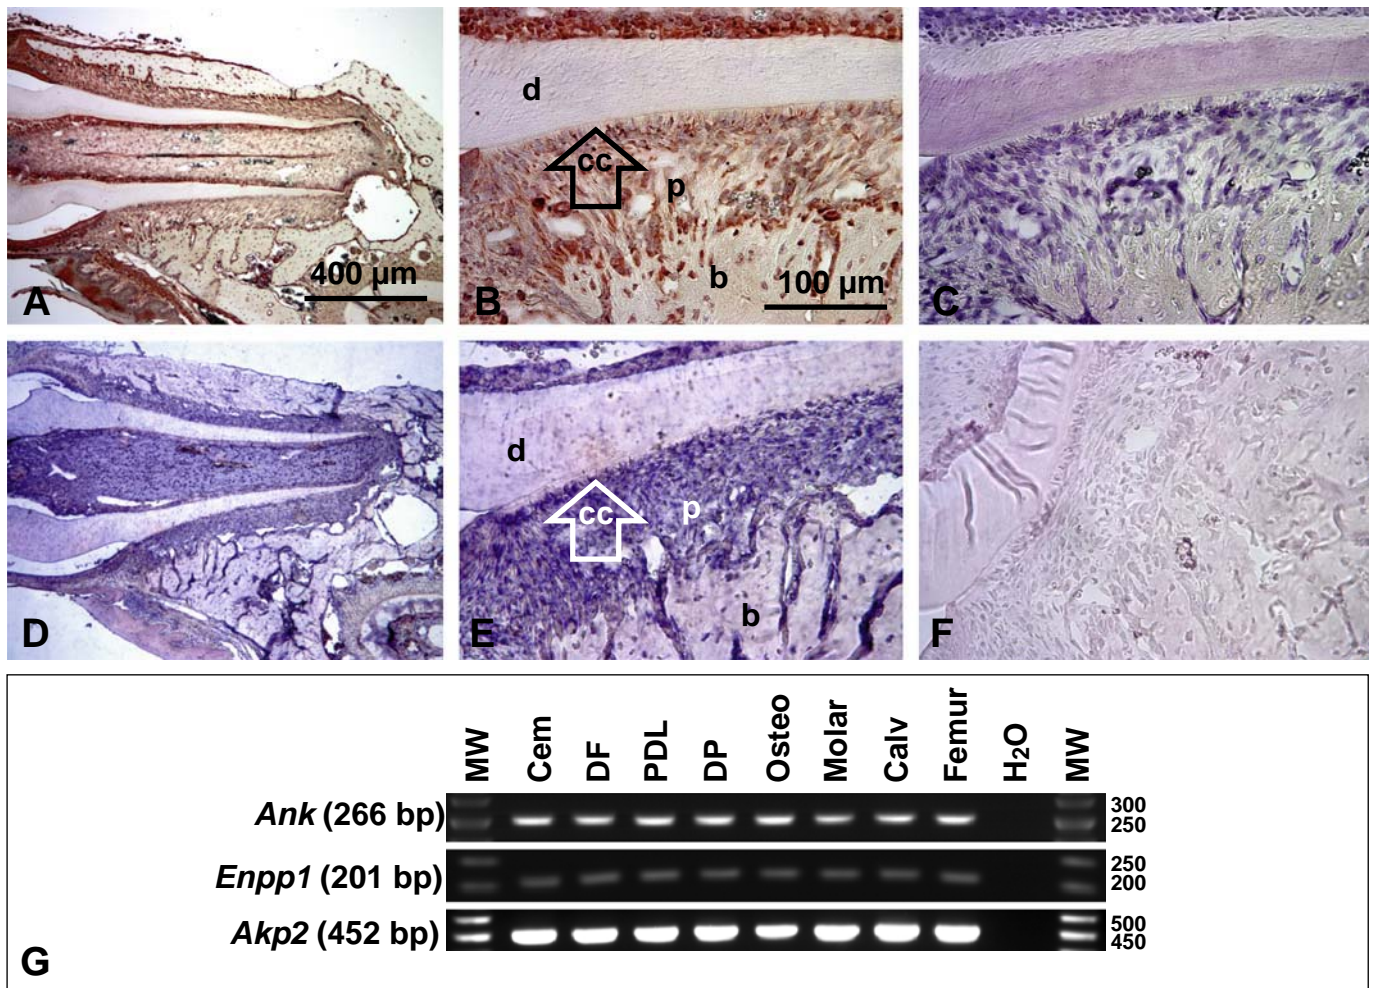 A
400 µm
B
d
cc
p
b
100 µm
C
D
E
d
cc
p
b
F
MW Cem DF PDL DP Osteo Molar Calv Femur H2O MW
Ank (266 bp) 300
250
Enpp1 (201 bp) 250
200
Akp2 (452 bp) 500
450
G